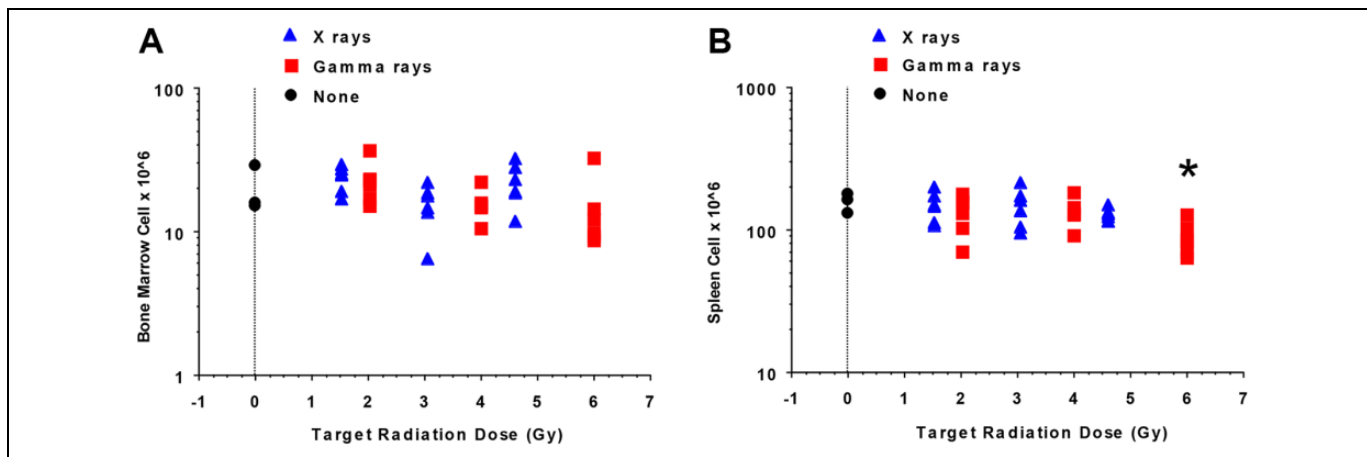 A
X rays
Gamma rays
None
Bone Marrow Cell x 10^6
100
10
1
-1 0 1 2 3 4 5 6 7
Target Radiation Dose (Gy)
B
X rays
Gamma rays
None
Spleen Cell x 10^6
1000
100
10
*
-1 0 1 2 3 4 5 6 7
Target Radiation Dose (Gy)